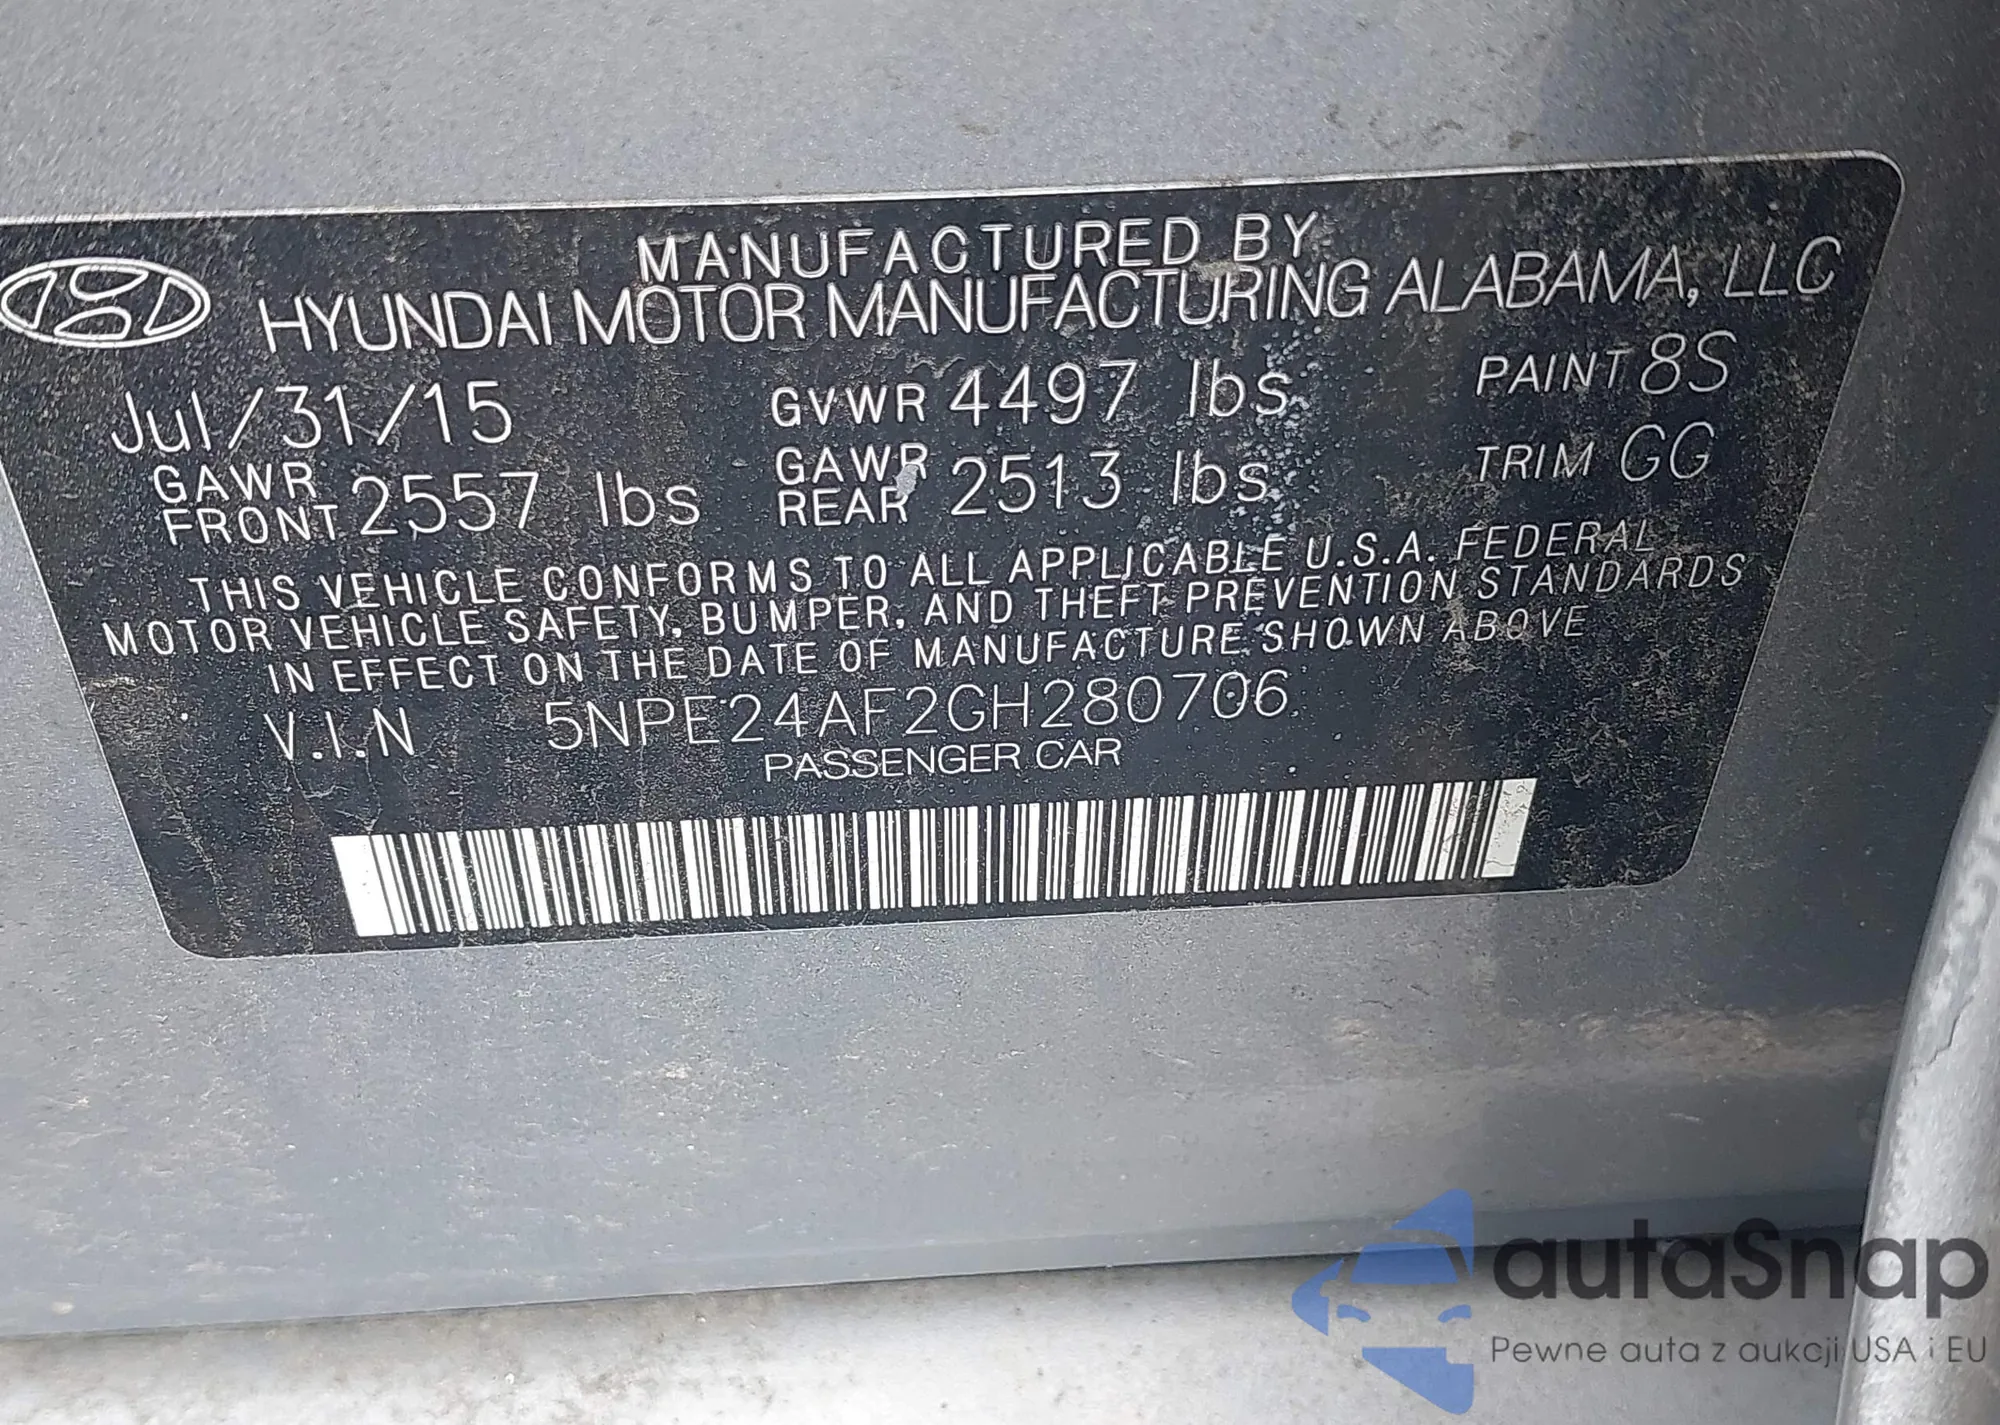 MANUFACTURED BY
HYUNDAI MOTOR MANUFACTURING ALABAMA, LLC
Jul/31/15 GVWR 4497 lbs PAINT 8S
GAWR FRONT 2557 lbs GAWR REAR 2513 lbs TRIM GG
THIS VEHICLE CONFORMS TO ALL APPLICABLE U.S.A. FEDERAL
MOTOR VEHICLE SAFETY, BUMPER, AND THEFT PREVENTION STANDARDS
IN EFFECT ON THE DATE OF MANUFACTURE SHOWN ABOVE
V.I.N 5NPE24AF2GH280706
PASSENGER CAR
autaSnap
Pewne auta z aukcji USA i EU